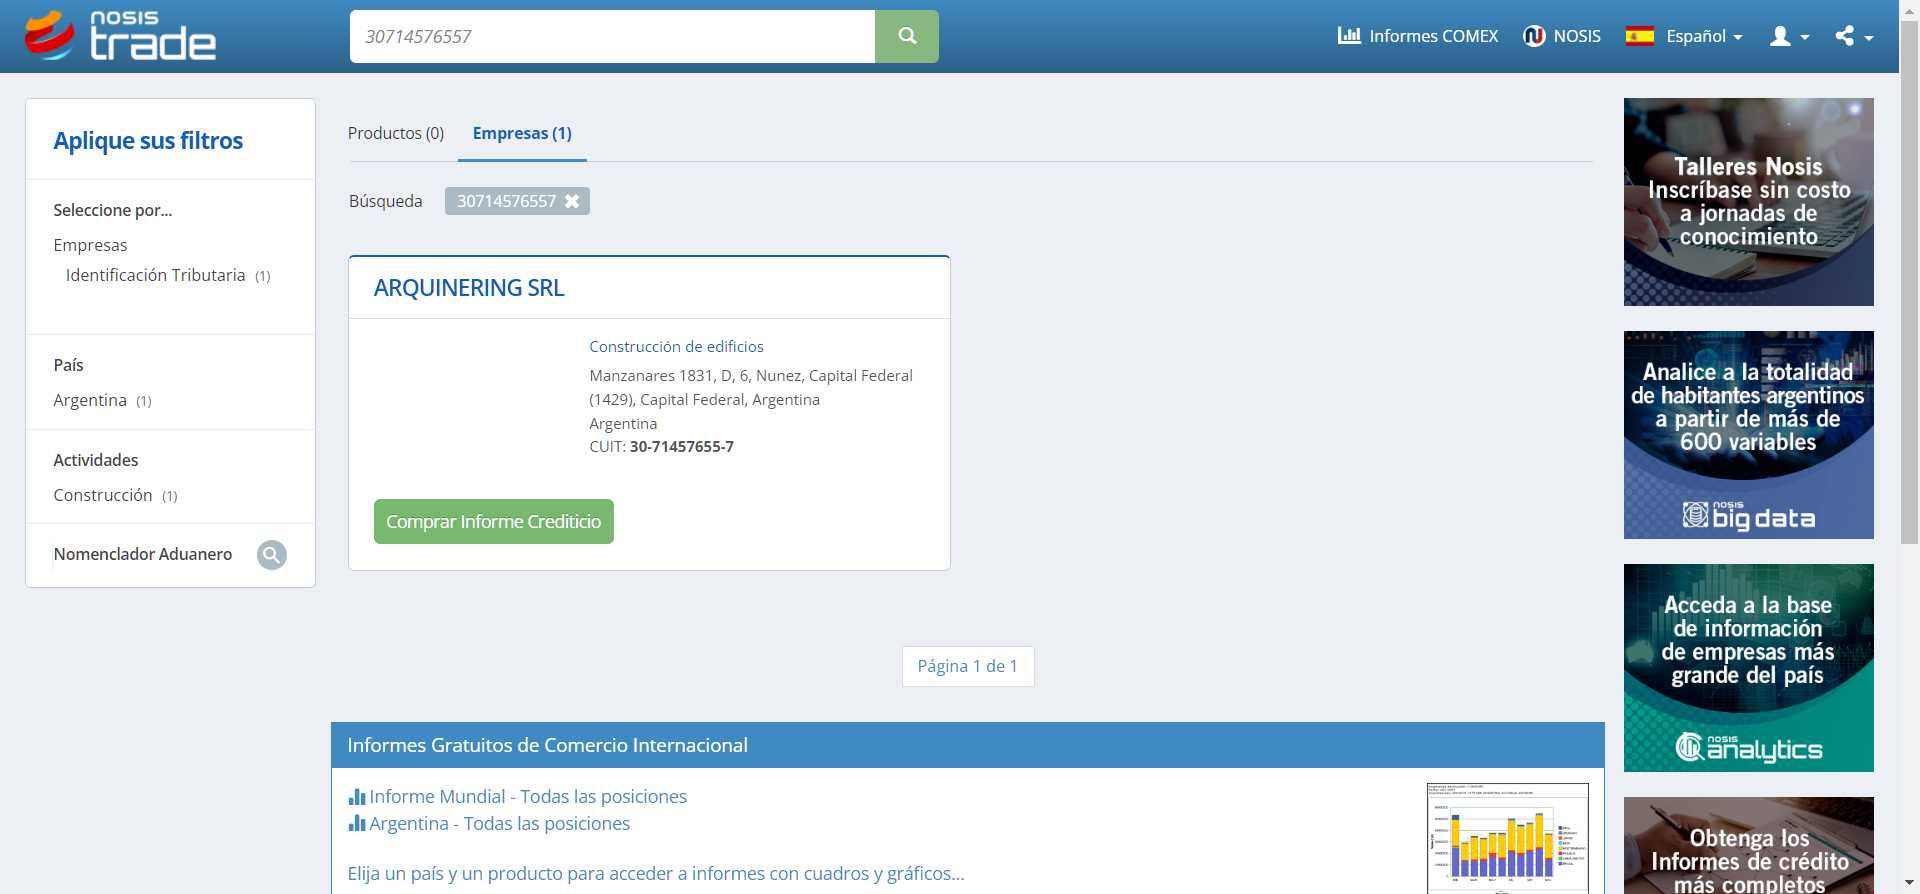 nosis
trade
30714576557
Informes COMEX
NOSIS
Español
Aplique sus filtros
Seleccione por...
Empresas
Identificación Tributaria (1)
País
Argentina (1)
Actividades
Construcción (1)
Nomenclador Aduanero
Productos (0)
Empresas (1)
Búsqueda
30714576557
ARQUINERING SRL
Construcción de edificios
Manzanares 1831, D, 6, Nunez, Capital Federal
(1429), Capital Federal, Argentina
Argentina
CUIT: 30-71457655-7
Comprar Informe Crediticio
Página 1 de 1
Informes Gratuitos de Comercio Internacional
Informe Mundial - Todas las posiciones
Argentina - Todas las posiciones
Elija un país y un producto para acceder a informes con cuadros y gráficos...
Talleres Nosis
Inscríbase sin costo
a jornadas de
conocimiento
Analice a la totalidad
de habitantes argentinos
a partir de más de
600 variables
nosis
big data
Acceda a la base
de información
de empresas más
grande del país
nosis
analytics
Obtenga los
Informes de crédito
más completos